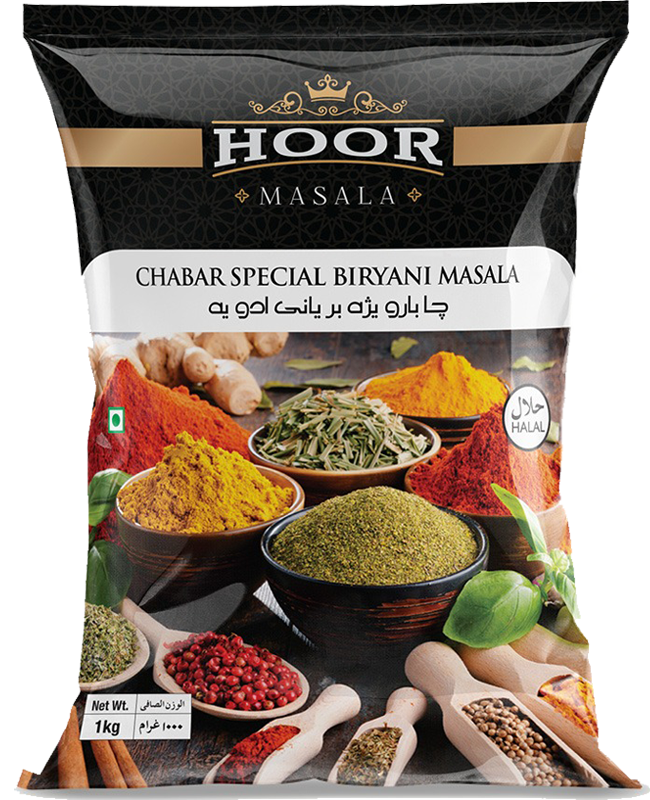 HOOR
MASALA
CHABAR SPECIAL BIRYANI MASALA
چا بارو یژه بر یانی ادو یه
حلال
HALAL
Net Wt.
الوزن الصافي
1kg
١٠٠٠ غرام